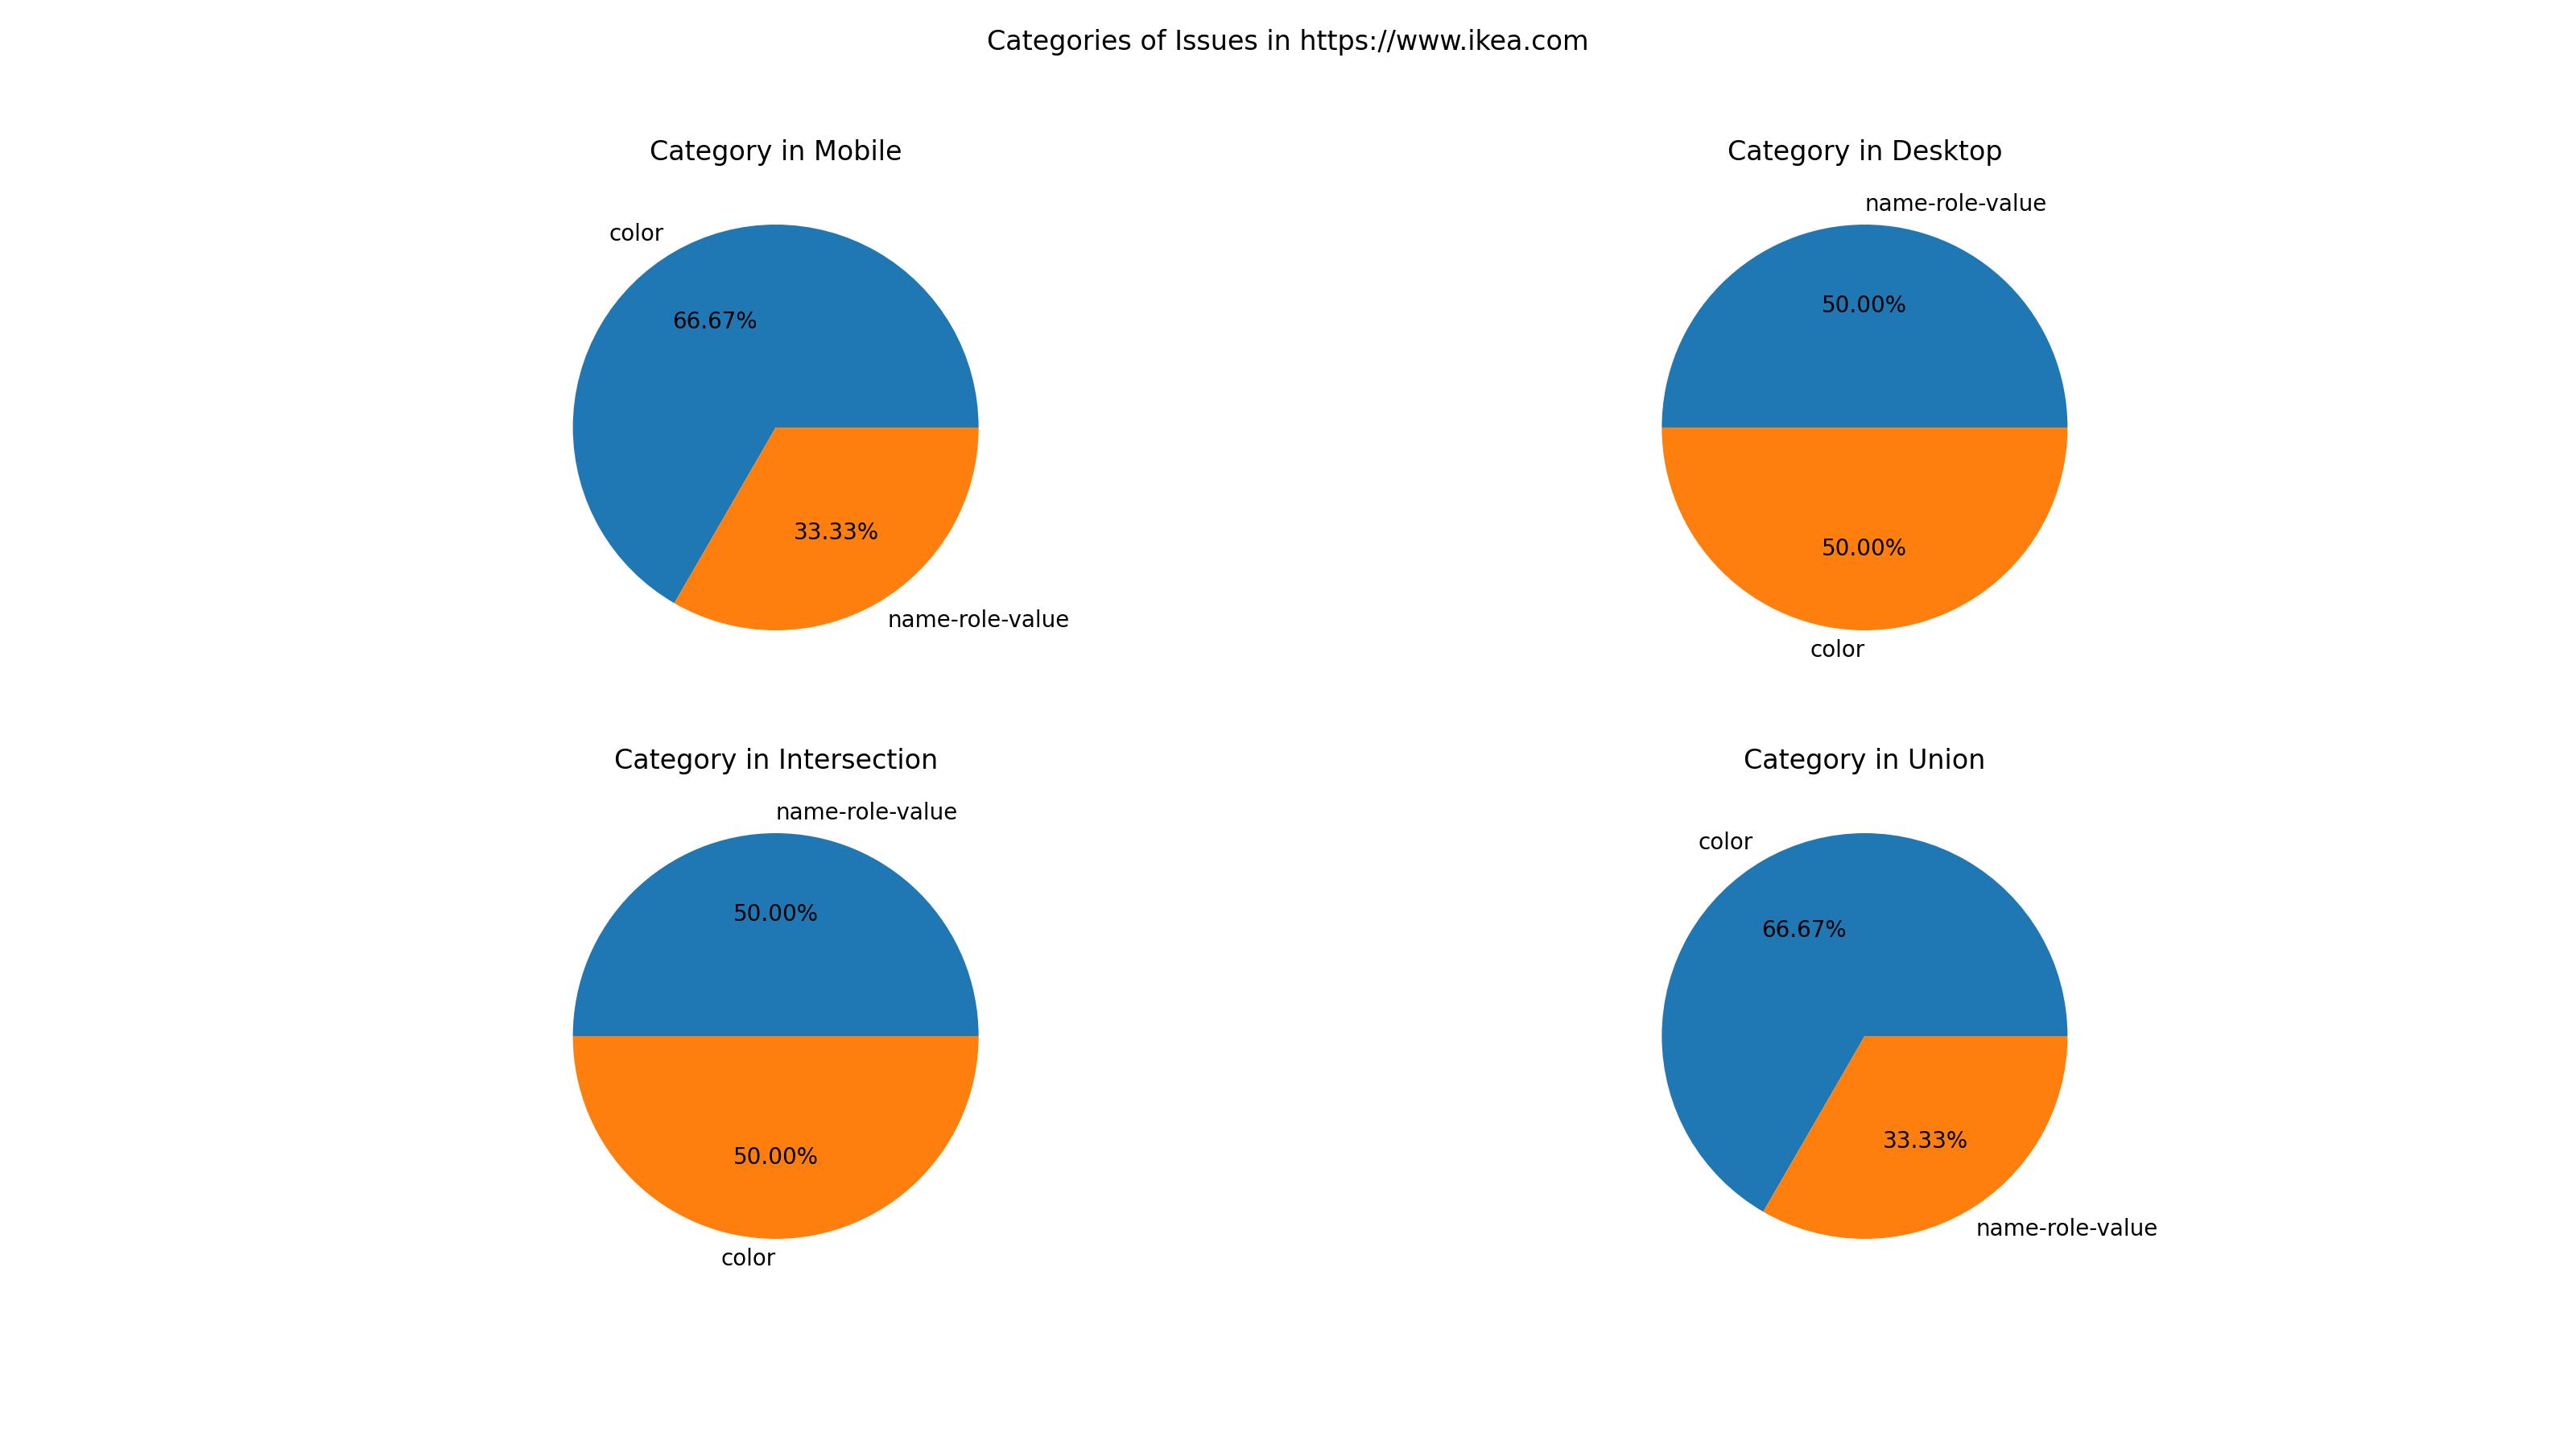 Categories of Issues in https://www.ikea.com
Category in Mobile
color
66.67%
33.33%
name-role-value
Category in Desktop
name-role-value
50.00%
50.00%
color
Category in Intersection
name-role-value
50.00%
50.00%
color
Category in Union
color
66.67%
33.33%
name-role-value